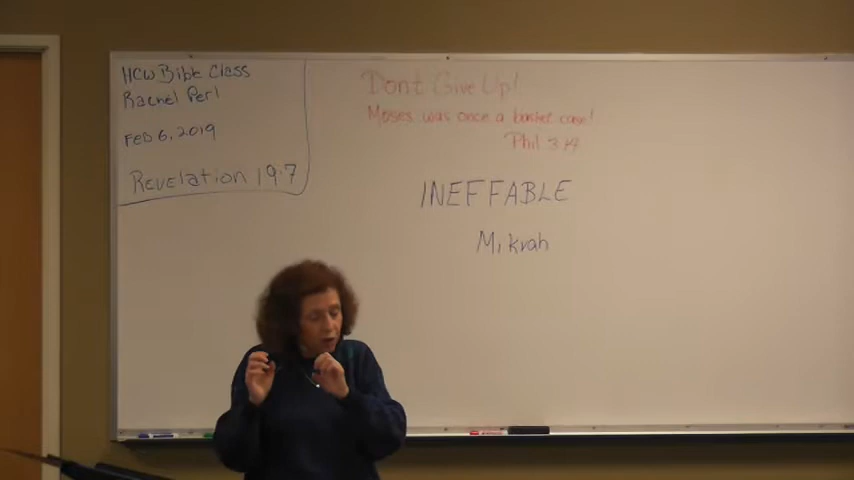 HCW Bible Class
Rachel Perl
FEB 6, 2019
Revelation 19:7
Dont Give Up!
Moses was once a basket case!
Phil 3:14
INEFFABLE
Mikvah